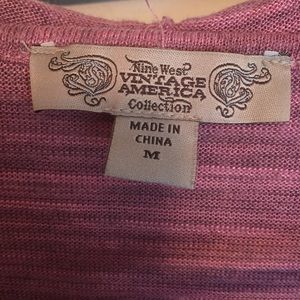 Nine West
VINTAGE
AMERICA
Collection
MADE IN
CHINA
M